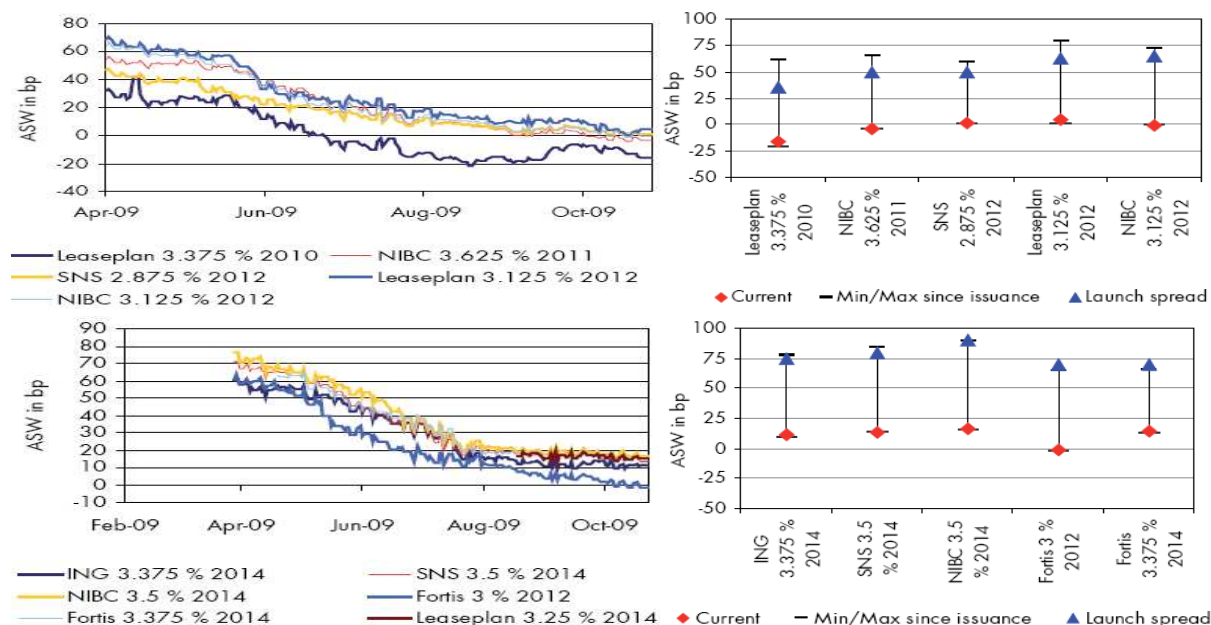 ASW in bp
80
60
40
20
0
-20
-40
Apr-09 Jun-09 Aug-09 Oct-09
Leaseplan 3.375 % 2010 NIBC 3.625 % 2011
SNS 2.875 % 2012 Leaseplan 3.125 % 2012
NIBC 3.125 % 2012
ASW in bp
100
75
50
25
0
-25
-50
Leaseplan
3.375 %
2010
NIBC
3.625 %
2011
SNS
2.875 %
2012
Leaseplan
3.125 %
2012
NIBC
3.125 %
2012
Current Min/Max since issuance Launch spread
ASW in bp
90
80
70
60
50
40
30
20
10
0
-10
Feb-09 Apr-09 Jun-09 Aug-09 Oct-09
ING 3.375 % 2014 SNS 3.5 % 2014
NIBC 3.5 % 2014 Fortis 3 % 2012
Fortis 3.375 % 2014 Leaseplan 3.25 % 2014
ASW in bp
100
75
50
25
0
-25
-50
ING
3.375 %
2014
SNS 3.5
% 2014
NIBC 3.5
% 2014
Fortis 3 %
2012
Fortis
3.375 %
2014
Current Min/Max since issuance Launch spread